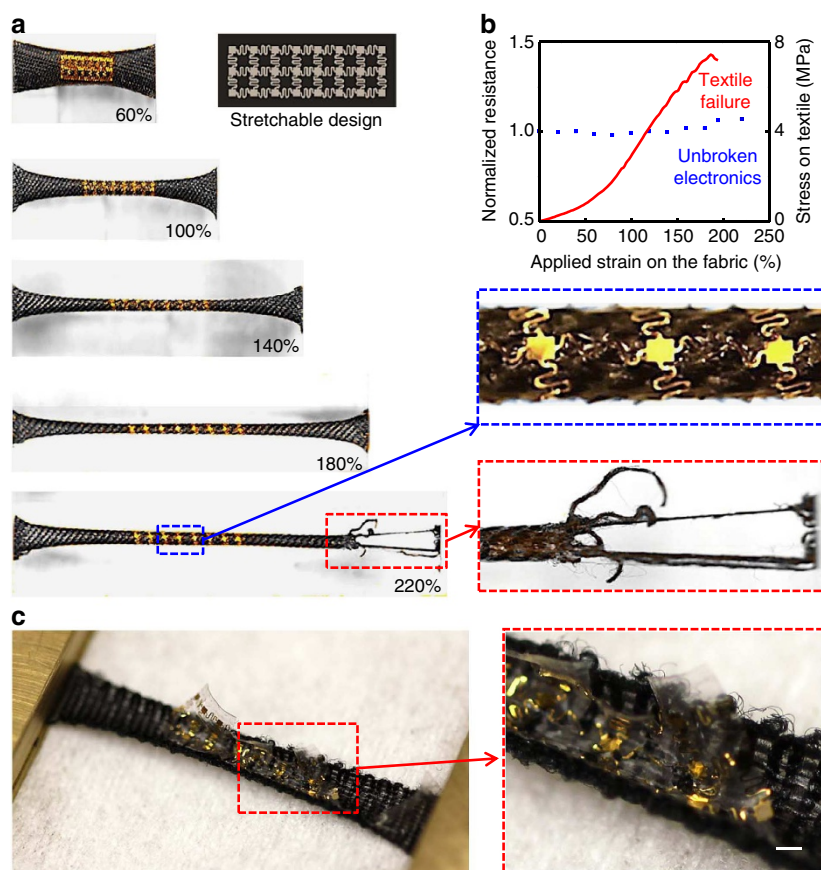 a
60%
Stretchable design
100%
140%
180%
220%
b
Normalized resistance
1.5
1.0
0.5
Textile
failure
Unbroken
electronics
8
4
0
Stress on textile (MPa)
0 50 100 150 200 250
Applied strain on the fabric (%)
c